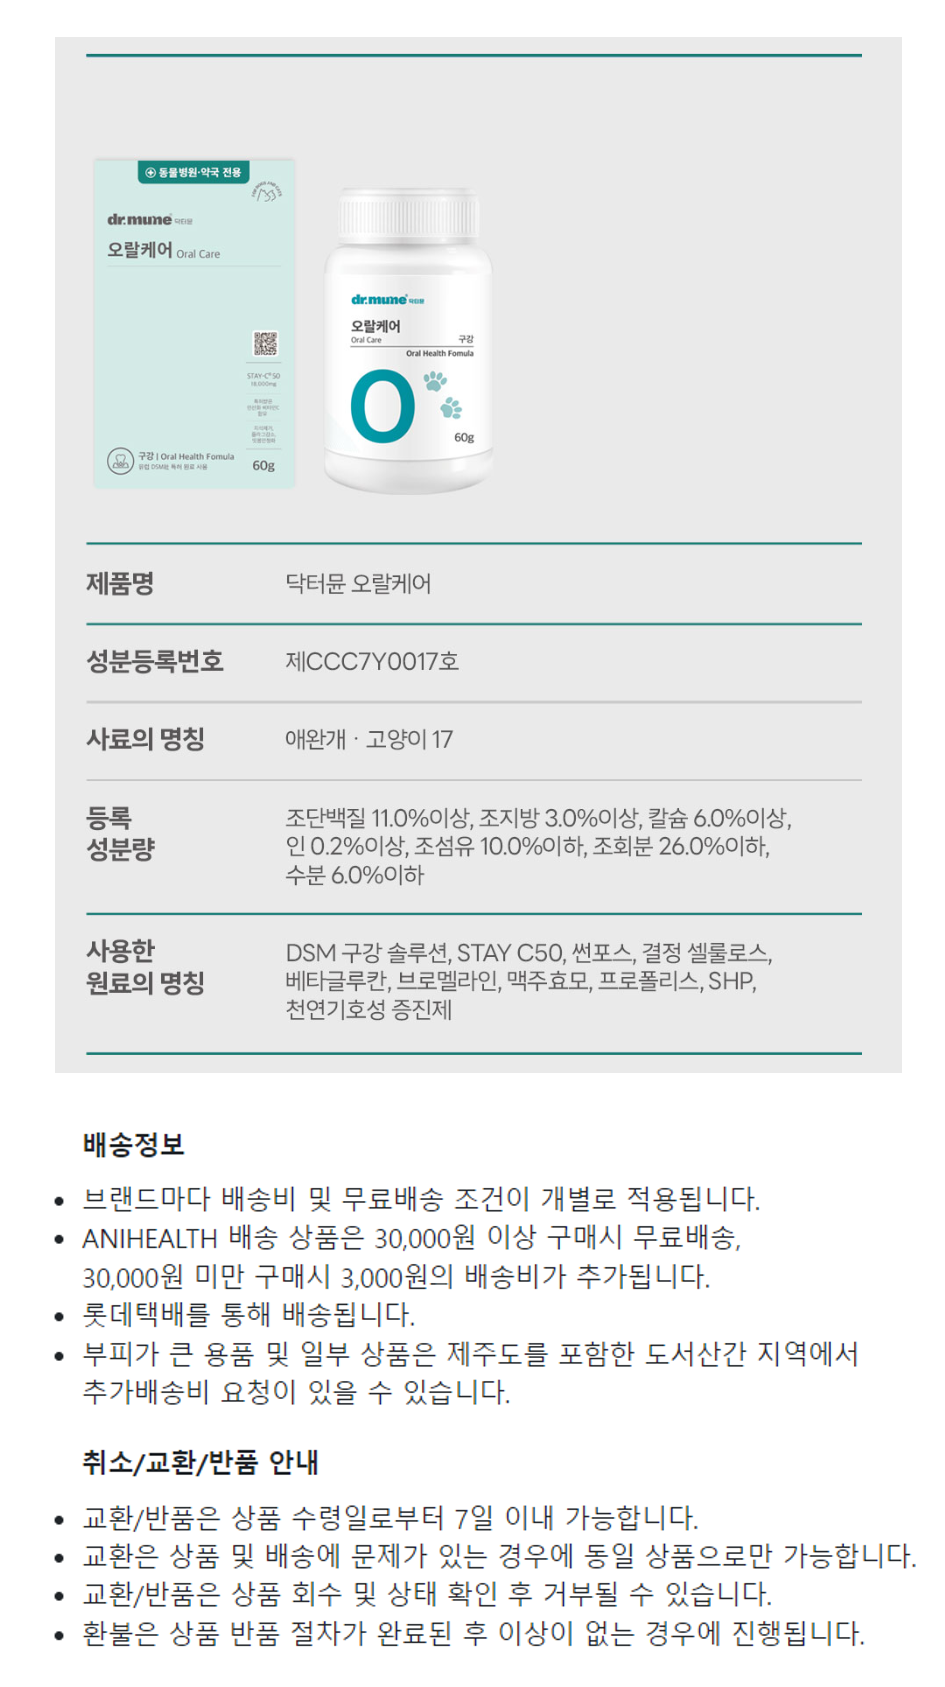 동물병원·약국 전용
FOR DOGS AND CATS
dr.mune 닥터뮨
오랄케어 Oral Care
STAY-C® 50
18,000mg
구강 | Oral Health Fomula
유럽 DSM社 특허 원료 사용
60g
dr.mune 닥터뮨
오랄케어
Oral Care
구강
Oral Health Fomula
O
60g
제품명 닥터뮨 오랄케어
성분등록번호 제CCC7Y0017호
사료의 명칭 애완개 · 고양이 17
등록
성분량
조단백질 11.0%이상, 조지방 3.0%이상, 칼슘 6.0%이상,
인 0.2%이상, 조섬유 10.0%이하, 조회분 26.0%이하,
수분 6.0%이하
사용한
원료의 명칭
DSM 구강 솔루션, STAY C50, 썬포스, 결정 셀룰로스,
베타글루칸, 브로멜라인, 맥주효모, 프로폴리스, SHP,
천연기호성 증진제
배송정보
• 브랜드마다 배송비 및 무료배송 조건이 개별로 적용됩니다.
• ANIHEALTH 배송 상품은 30,000원 이상 구매시 무료배송,
30,000원 미만 구매시 3,000원의 배송비가 추가됩니다.
• 롯데택배를 통해 배송됩니다.
• 부피가 큰 용품 및 일부 상품은 제주도를 포함한 도서산간 지역에서
추가배송비 요청이 있을 수 있습니다.
취소/교환/반품 안내
• 교환/반품은 상품 수령일로부터 7일 이내 가능합니다.
• 교환은 상품 및 배송에 문제가 있는 경우에 동일 상품으로만 가능합니다.
• 교환/반품은 상품 회수 및 상태 확인 후 거부될 수 있습니다.
• 환불은 상품 반품 절차가 완료된 후 이상이 없는 경우에 진행됩니다.